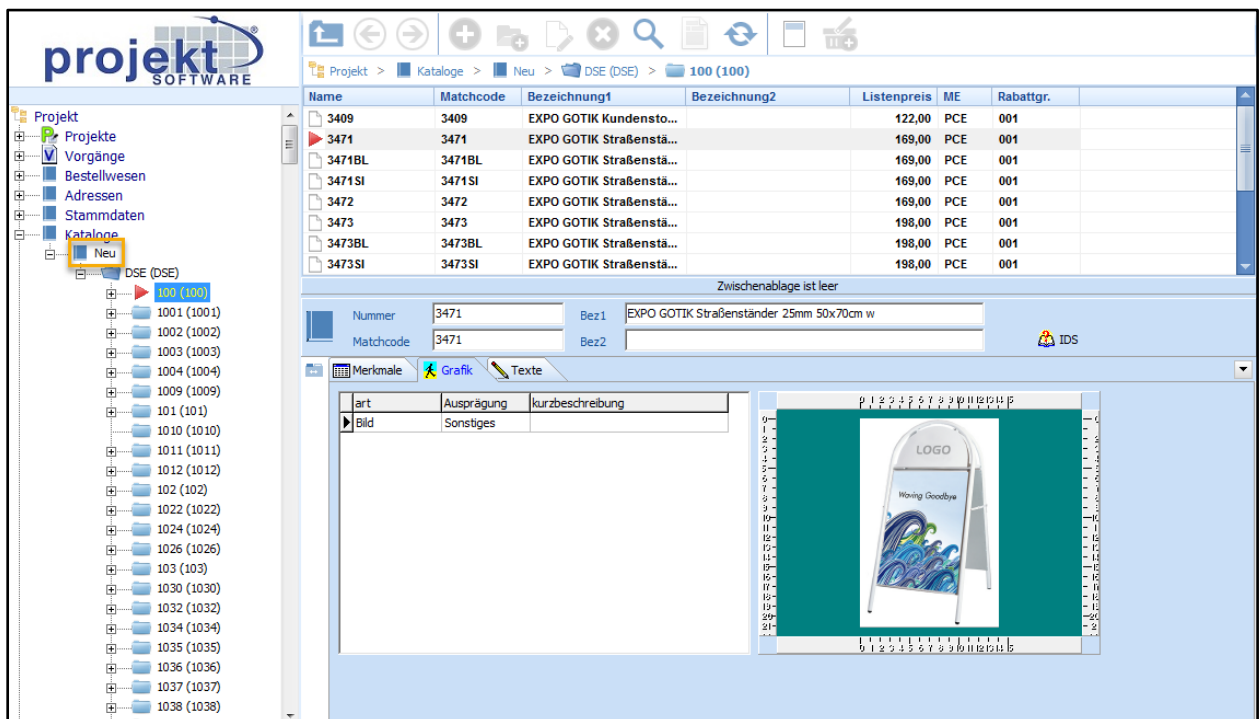 projekt®
SOFTWARE
Projekt > Kataloge > Neu > DSE (DSE) > 100 (100)
Projekt
Projekte
Vorgänge
Bestellwesen
Adressen
Stammdaten
Kataloge
Neu
DSE (DSE)
100 (100)
1001 (1001)
1002 (1002)
1003 (1003)
1004 (1004)
1009 (1009)
101 (101)
1010 (1010)
1011 (1011)
1012 (1012)
102 (102)
1022 (1022)
1024 (1024)
1026 (1026)
103 (103)
1030 (1030)
1032 (1032)
1034 (1034)
1035 (1035)
1036 (1036)
1037 (1037)
1038 (1038)
Name Matchcode Bezeichnung1 Bezeichnung2 Listenpreis ME Rabattgr.
3409 3409 EXPO GOTIK Kundensto... 122,00 PCE 001
3471 3471 EXPO GOTIK Straßenstä... 169,00 PCE 001
3471BL 3471BL EXPO GOTIK Straßenstä... 169,00 PCE 001
3471SI 3471SI EXPO GOTIK Straßenstä... 169,00 PCE 001
3472 3472 EXPO GOTIK Straßenstä... 169,00 PCE 001
3473 3473 EXPO GOTIK Straßenstä... 198,00 PCE 001
3473BL 3473BL EXPO GOTIK Straßenstä... 198,00 PCE 001
3473SI 3473SI EXPO GOTIK Straßenstä... 198,00 PCE 001
Zwischenablage ist leer
Nummer 3471 Bez1 EXPO GOTIK Straßenständer 25mm 50x70cm w
Matchcode 3471 Bez2 IDS
Merkmale Grafik Texte
art Ausprägung kurzbeschreibung
Bild Sonstiges
LOGO
Waving Goodbye